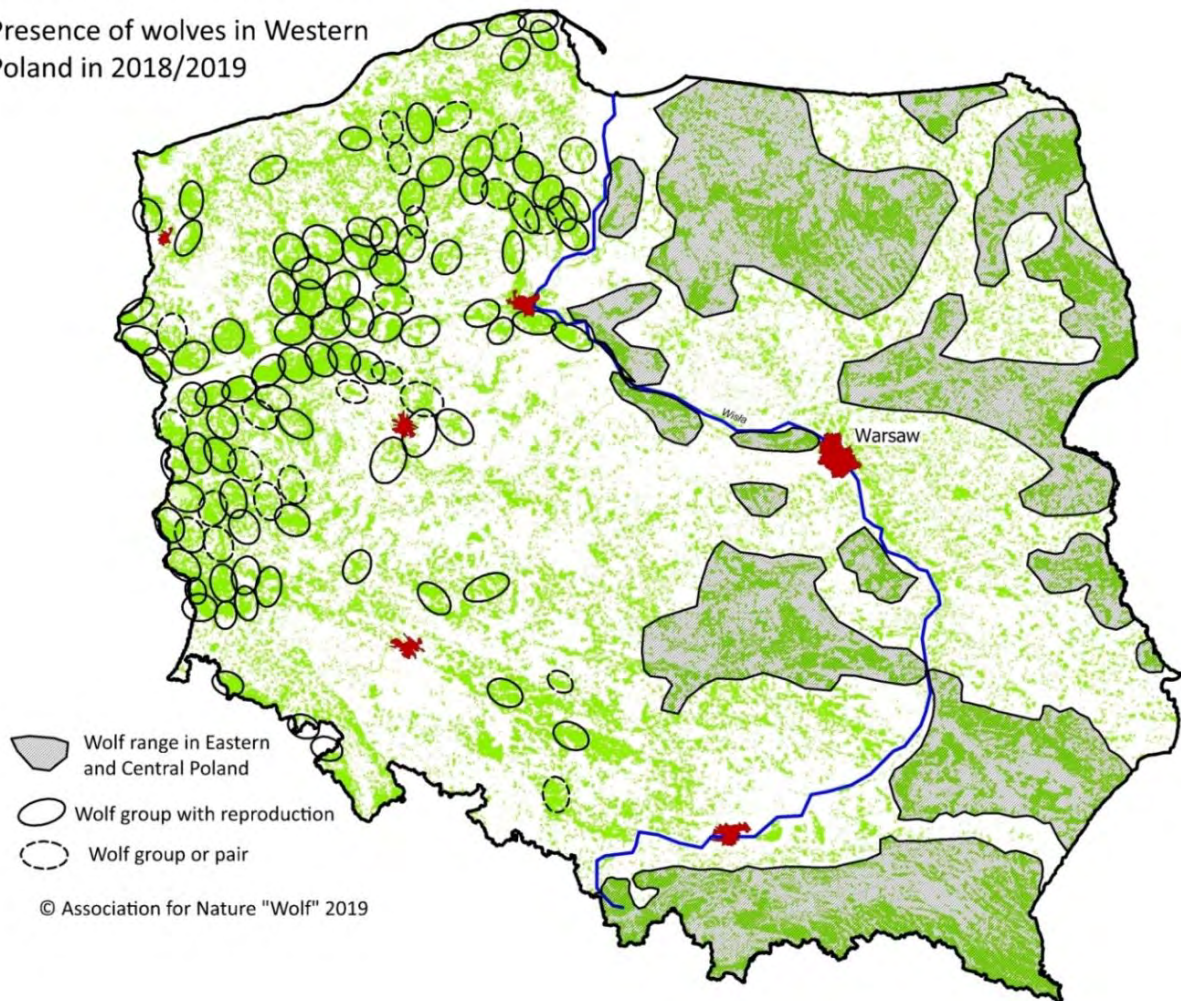 Presence of wolves in Western
Poland in 2018/2019
Wisła
Warsaw
Wolf range in Eastern
and Central Poland
Wolf group with reproduction
Wolf group or pair
© Association for Nature "Wolf" 2019